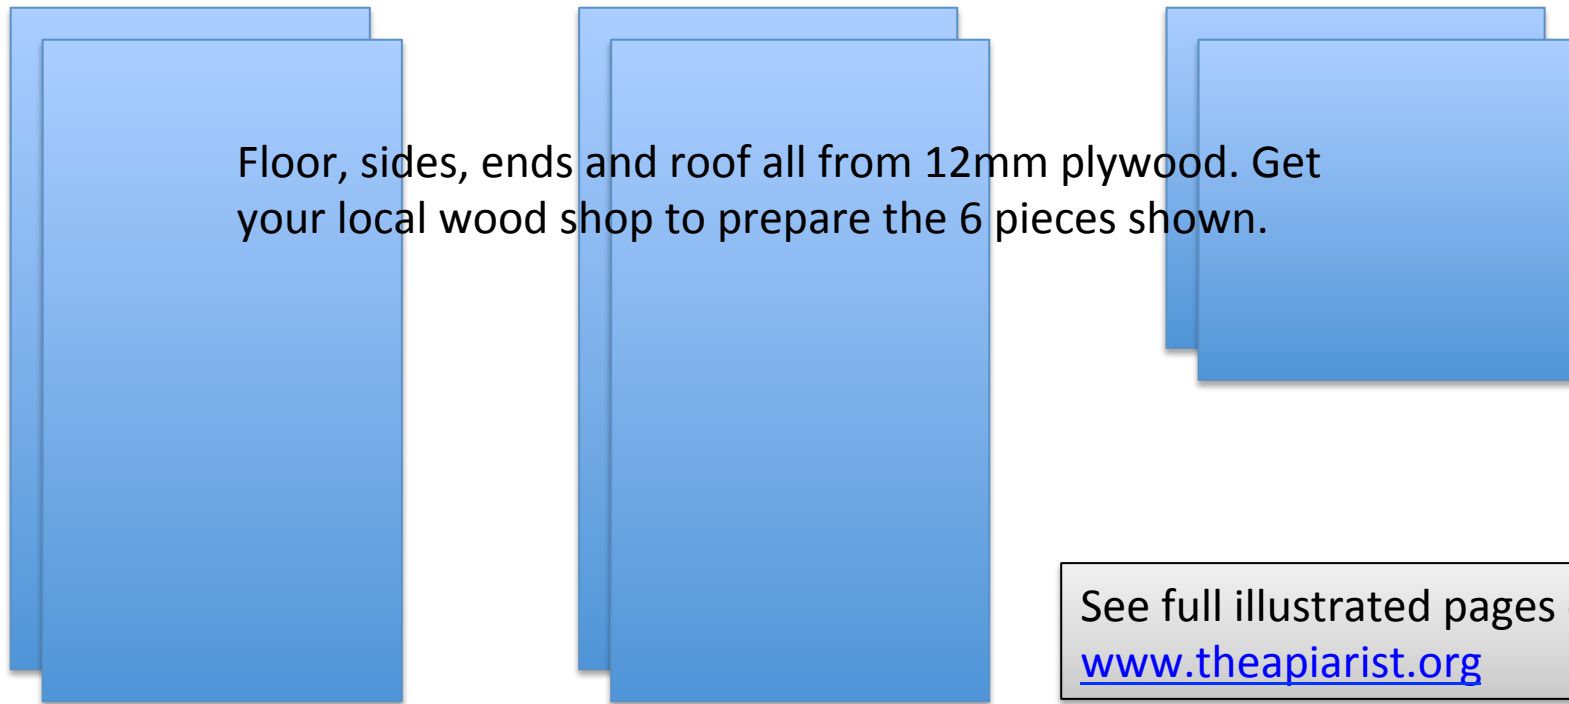 Floor, sides, ends and roof all from 12mm plywood. Get
your local wood shop to prepare the 6 pieces shown.
See full illustrated pages
www.theapiarist.org